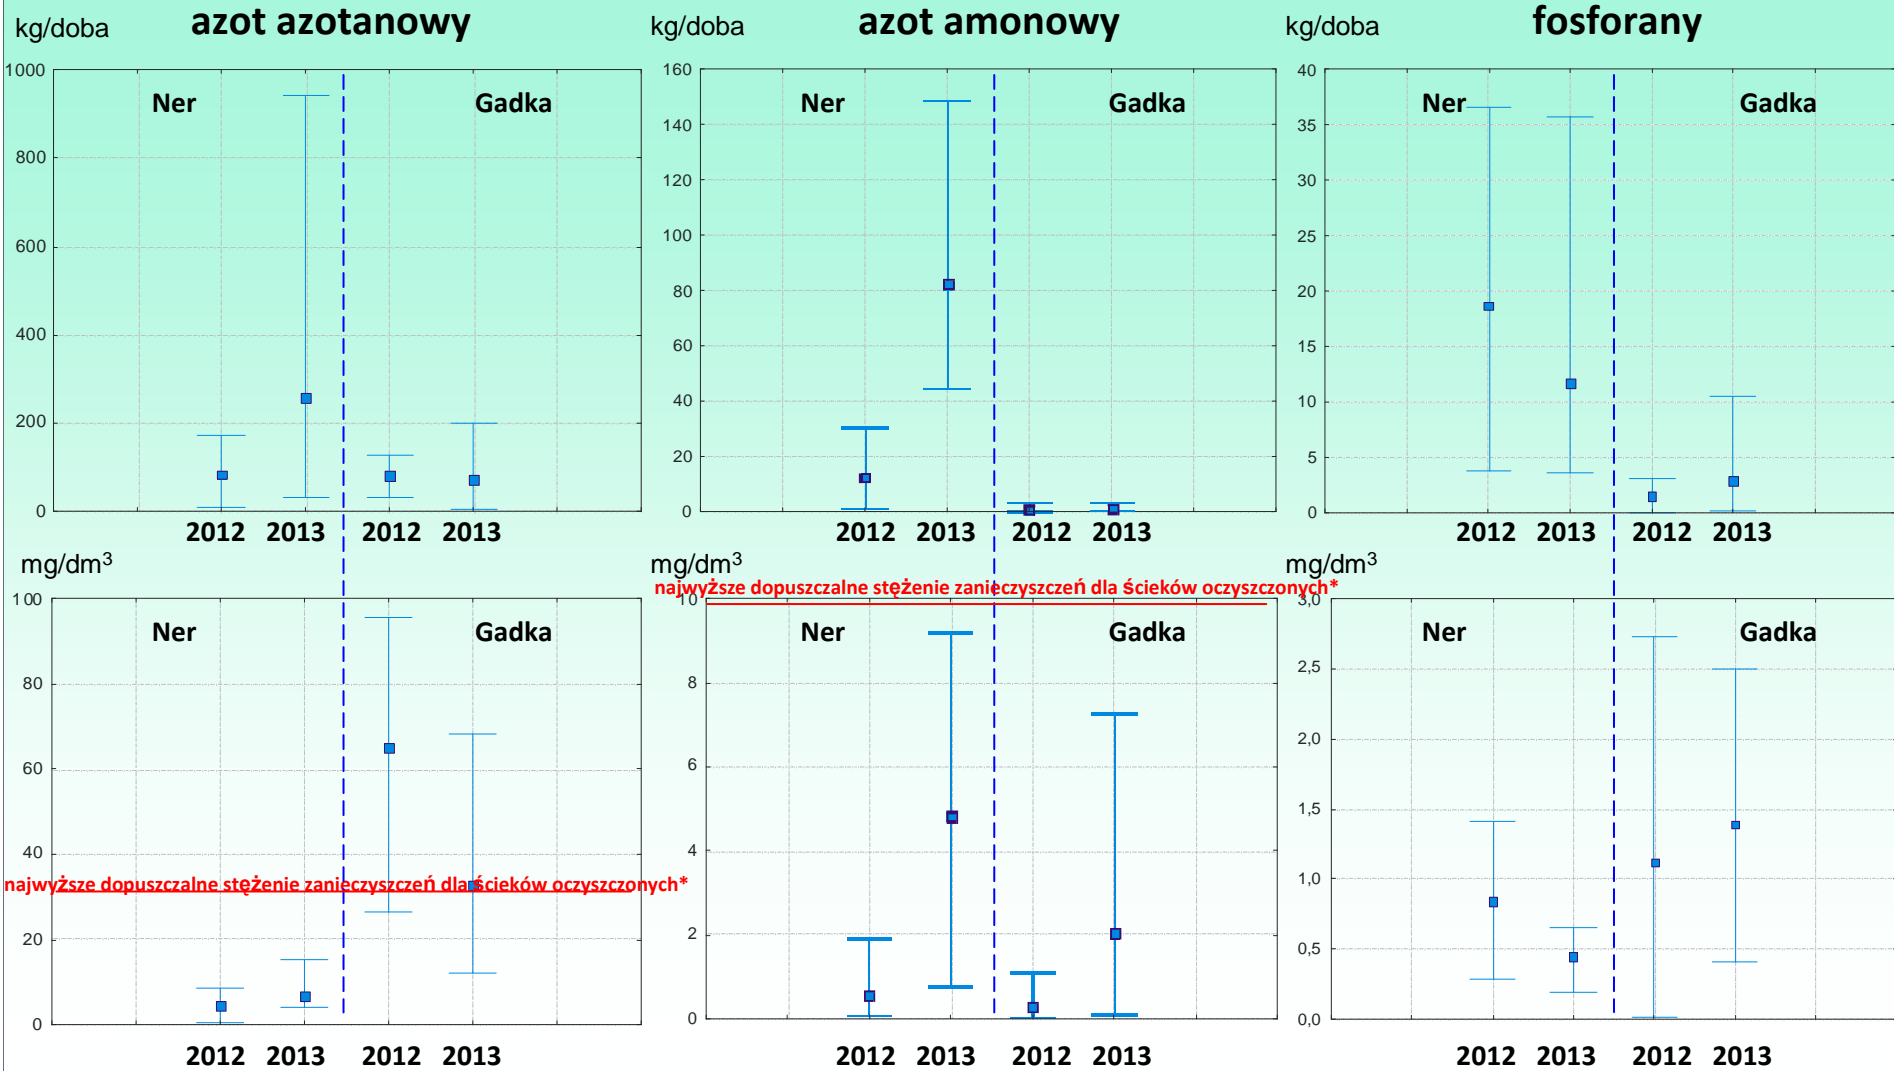 kg/doba azot azotanowy
1000
800
600
400
200
0
Ner Gadka
2012 2013 2012 2013
kg/doba azot amonowy
160
140
120
100
80
60
40
20
0
Ner Gadka
2012 2013 2012 2013
kg/doba fosforany
40
35
30
25
20
15
10
5
0
Ner Gadka
2012 2013 2012 2013
mg/dm³
100
80
60
40
20
0
Ner Gadka
najwyższe dopuszczalne stężenie zanieczyszczeń dla ścieków oczyszczonych*
2012 2013 2012 2013
mg/dm³
najwyższe dopuszczalne stężenie zanieczyszczeń dla ścieków oczyszczonych*
10
8
6
4
2
0
Ner Gadka
2012 2013 2012 2013
mg/dm³
3,0
2,5
2,0
1,5
1,0
0,5
0,0
Ner Gadka
2012 2013 2012 2013